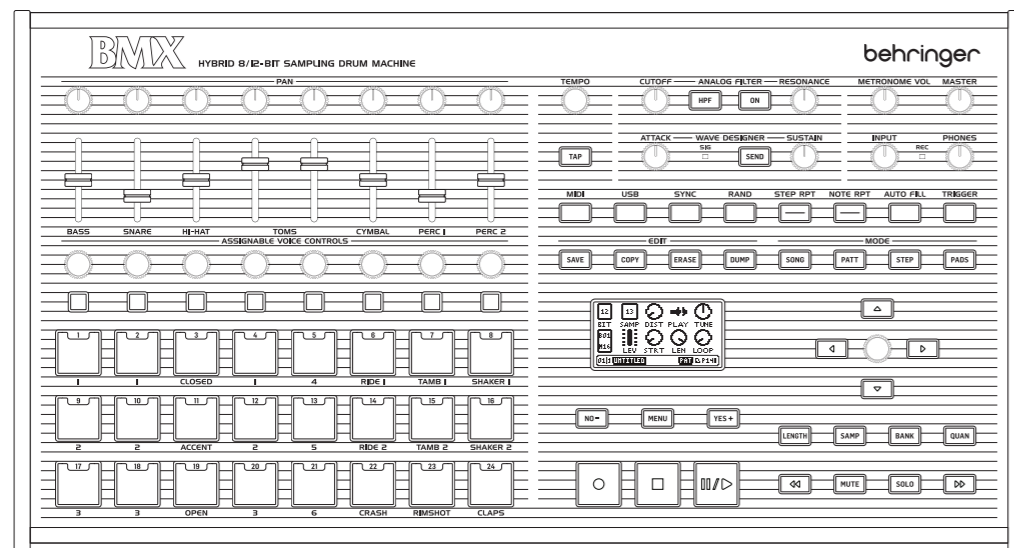 BMX HYBRID 8/12-BIT SAMPLING DRUM MACHINE
behringer
PAN
TEMPO
CUTOFF ANALOG FILTER RESONANCE
METRONOME VOL MASTER
HPF ON
ATTACK WAVE DESIGNER SUSTAIN
INPUT PHONES
SIG
REC
TAP
SEND
MIDI USB SYNC RAND STEP RPT NOTE RPT AUTO FILL TRIGGER
BASS SNARE HI-HAT TOMS CYMBAL PERC 1 PERC 2
ASSIGNABLE VOICE CONTROLS
EDIT
MODE
SAVE COPY ERASE DUMP SONG PATT STEP PADS
12 13
BIT SAMP DIST PLAY TUNE
B01
M16
LEV STRT LEN LOOP
01 1 UNTITLED PAT P140
1 2 3 4 5 6 7 8
1 1 CLOSED 1 4 RIDE 1 TAMB 1 SHAKER 1
9 10 11 12 13 14 15 16
2 2 ACCENT 2 5 RIDE 2 TAMB 2 SHAKER 2
17 18 19 20 21 22 23 24
3 3 OPEN 3 6 CRASH RIMSHOT CLAPS
NO- MENU YES+
LENGTH SAMP BANK QUAN
MUTE SOLO